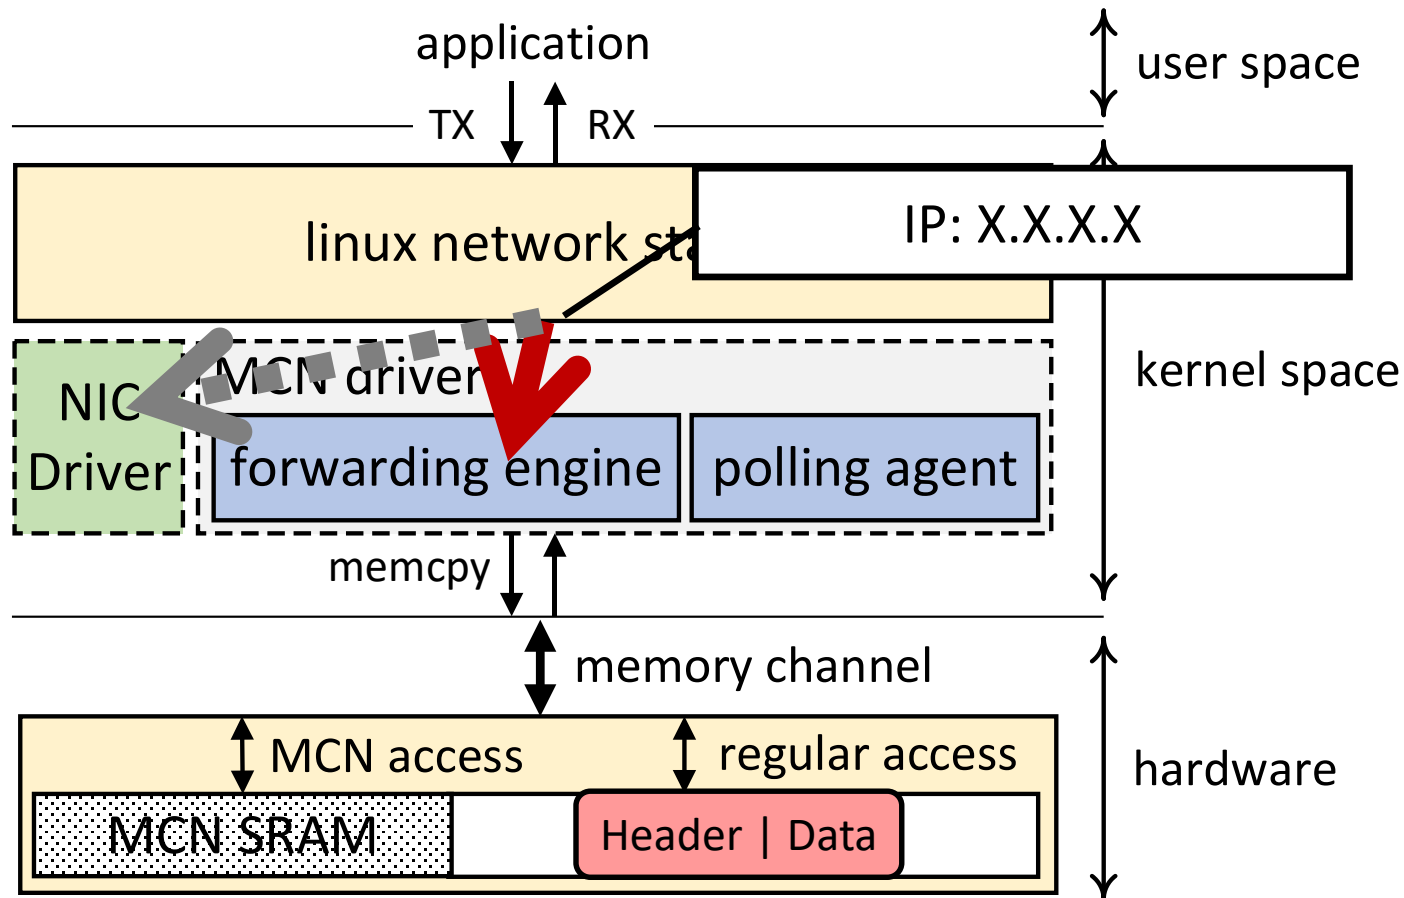 application
user space
TX
RX
IP: X.X.X.X
linux network
MCN driver
NIC
Driver
kernel space
forwarding engine
polling agent
memcpy
memory channel
MCN access
regular access
hardware
MCN SRAM
Header | Data